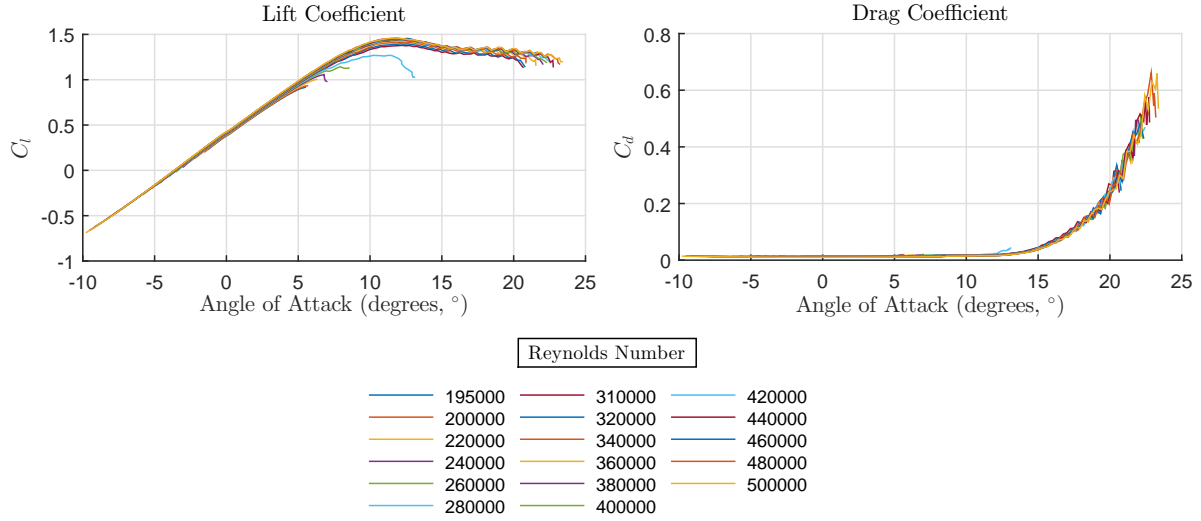 Lift Coefficient
1.5
1
0.5
0
-0.5
-1
C_l
-10 -5 0 5 10 15 20 25
Angle of Attack (degrees, °)
Drag Coefficient
0.8
0.6
0.4
0.2
0
C_d
-10 -5 0 5 10 15 20 25
Angle of Attack (degrees, °)
Reynolds Number
195000 310000 420000
200000 320000 440000
220000 340000 460000
240000 360000 480000
260000 380000 500000
280000 400000